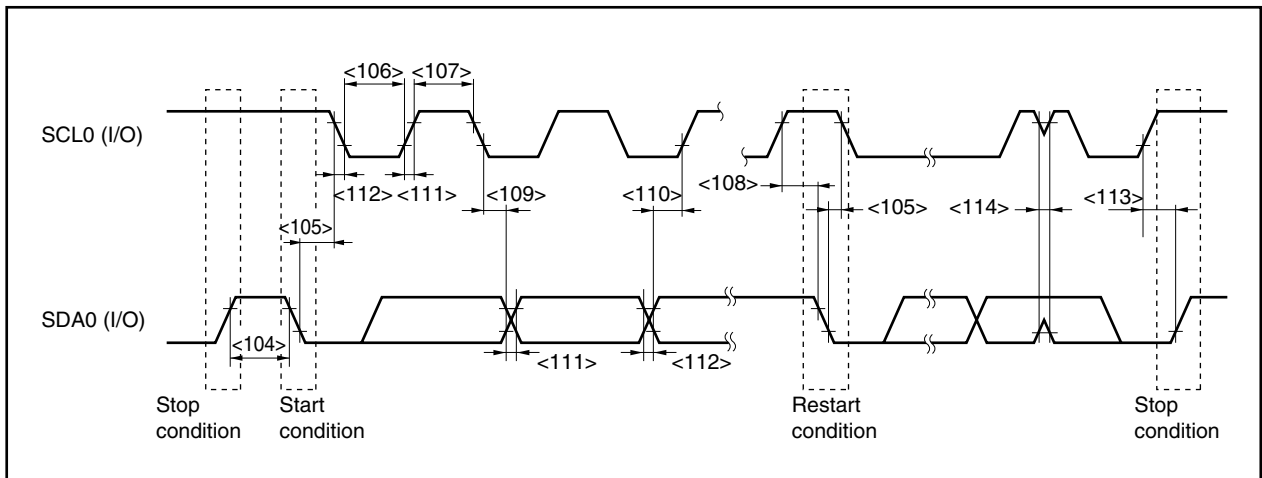 <106> <107>
SCL0 (I/O)
<112> <111> <109> <110> <108> <105> <114> <113>
<105>
SDA0 (I/O)
<104> <111> <112>
Stop condition
Start condition
Restart condition
Stop condition